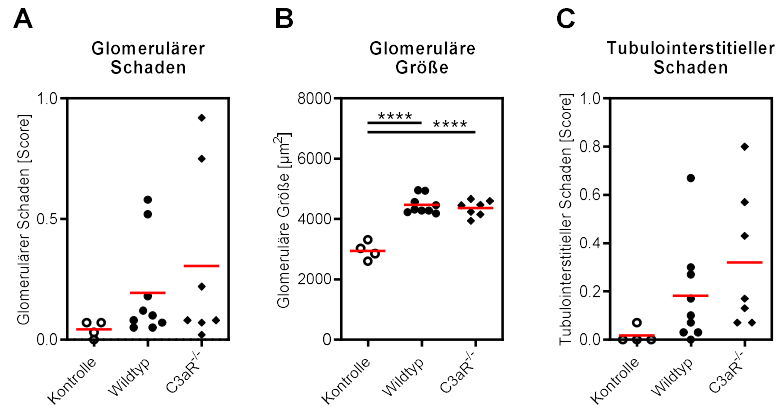 A
Glomerulärer
Schaden
Glomerulärer Schaden [Score]
1.0
0.5
0.0
Kontrolle
Wildtyp
C3aR-/-
B
Glomeruläre
Größe
Glomeruläre Größe [µm2]
8000
6000
4000
2000
0
****
****
Kontrolle
Wildtyp
C3aR-/-
C
Tubulointerstitieller
Schaden
Tubulointerstitieller Schaden [Score]
1.0
0.8
0.6
0.4
0.2
0.0
Kontrolle
Wildtyp
C3aR-/-